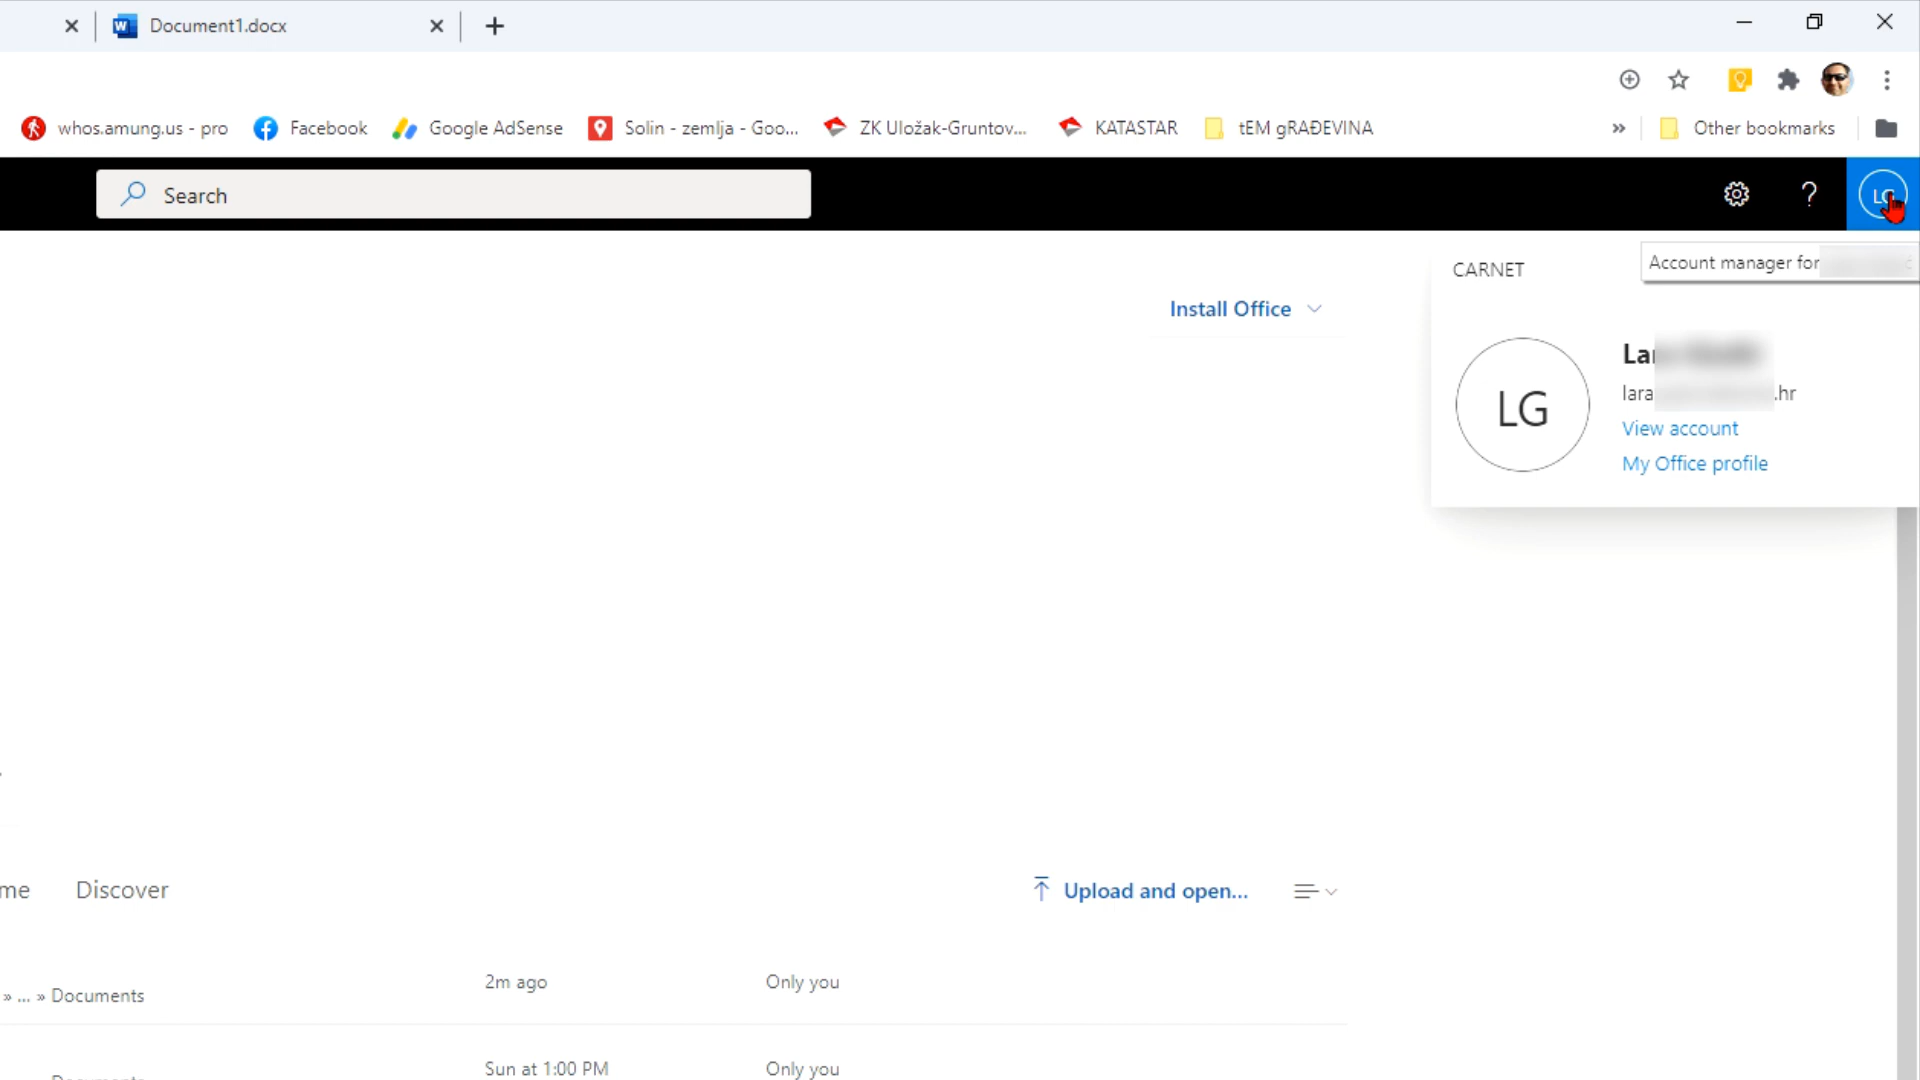 Document1.docx
whos.amung.us - pro Facebook Google AdSense Solin - zemlja - Goo... ZK Uložak-Gruntov... KATASTAR tEM gRAĐEVINA » Other bookmarks
Search ? LG
CARNET
Account manager for
Install Office
LG
lara .hr
View account
My Office profile
me Discover Upload and open...
» ... » Documents 2m ago Only you
Documents Sun at 1:00 PM Only you